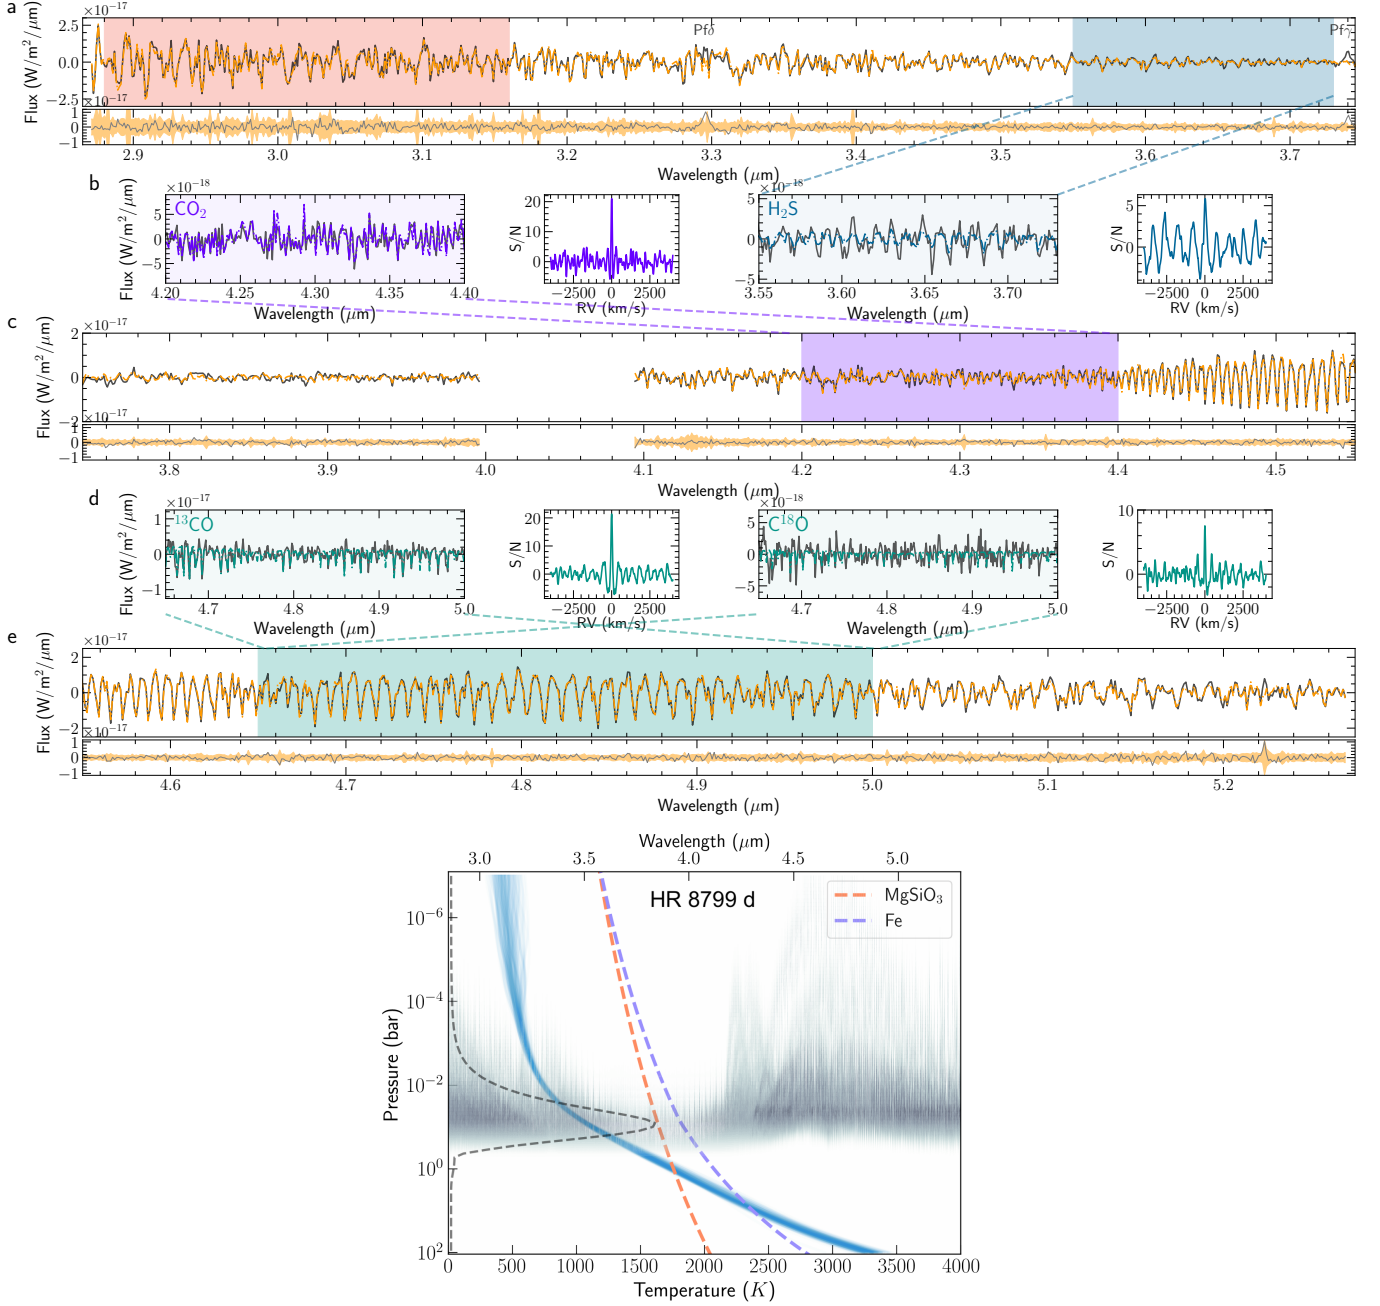 a
Flux (W/m²/μm)
2.5
0.0
−2.5
×10⁻¹⁷
Pfδ
Pfγ
1
0
−1
2.9 3.0 3.1 3.2 3.3 3.4 3.5 3.6 3.7
Wavelength (μm)
b
Flux (W/m²/μm)
×10⁻¹⁸
CO₂
5
0
−5
4.20 4.25 4.30 4.35 4.40
Wavelength (μm)
S/N
20
10
0
−2500 0 2500
RV (km/s)
×10⁻¹⁸
H₂S
5
0
−5
3.55 3.60 3.65 3.70
Wavelength (μm)
S/N
5
0
−2500 0 2500
RV (km/s)
c
Flux (W/m²/μm)
×10⁻¹⁷
2
0
−2
×10⁻¹⁷
1
0
−1
3.8 3.9 4.0 4.1 4.2 4.3 4.4 4.5
Wavelength (μm)
d
Flux (W/m²/μm)
×10⁻¹⁷
¹³CO
1
0
−1
4.7 4.8 4.9 5.0
Wavelength (μm)
S/N
20
10
0
−2500 0 2500
RV (km/s)
×10⁻¹⁸
C¹⁸O
5
0
−5
4.7 4.8 4.9 5.0
Wavelength (μm)
S/N
10
0
−2500 0 2500
RV (km/s)
e
Flux (W/m²/μm)
×10⁻¹⁷
2
0
−2
×10⁻¹⁷
1
0
−1
4.6 4.7 4.8 4.9 5.0 5.1 5.2
Wavelength (μm)
Wavelength (μm)
3.0 3.5 4.0 4.5 5.0
HR 8799 d
MgSiO₃
Fe
Pressure (bar)
10⁻⁶
10⁻⁴
10⁻²
10⁰
10²
0 500 1000 1500 2000 2500 3000 3500 4000
Temperature (K)